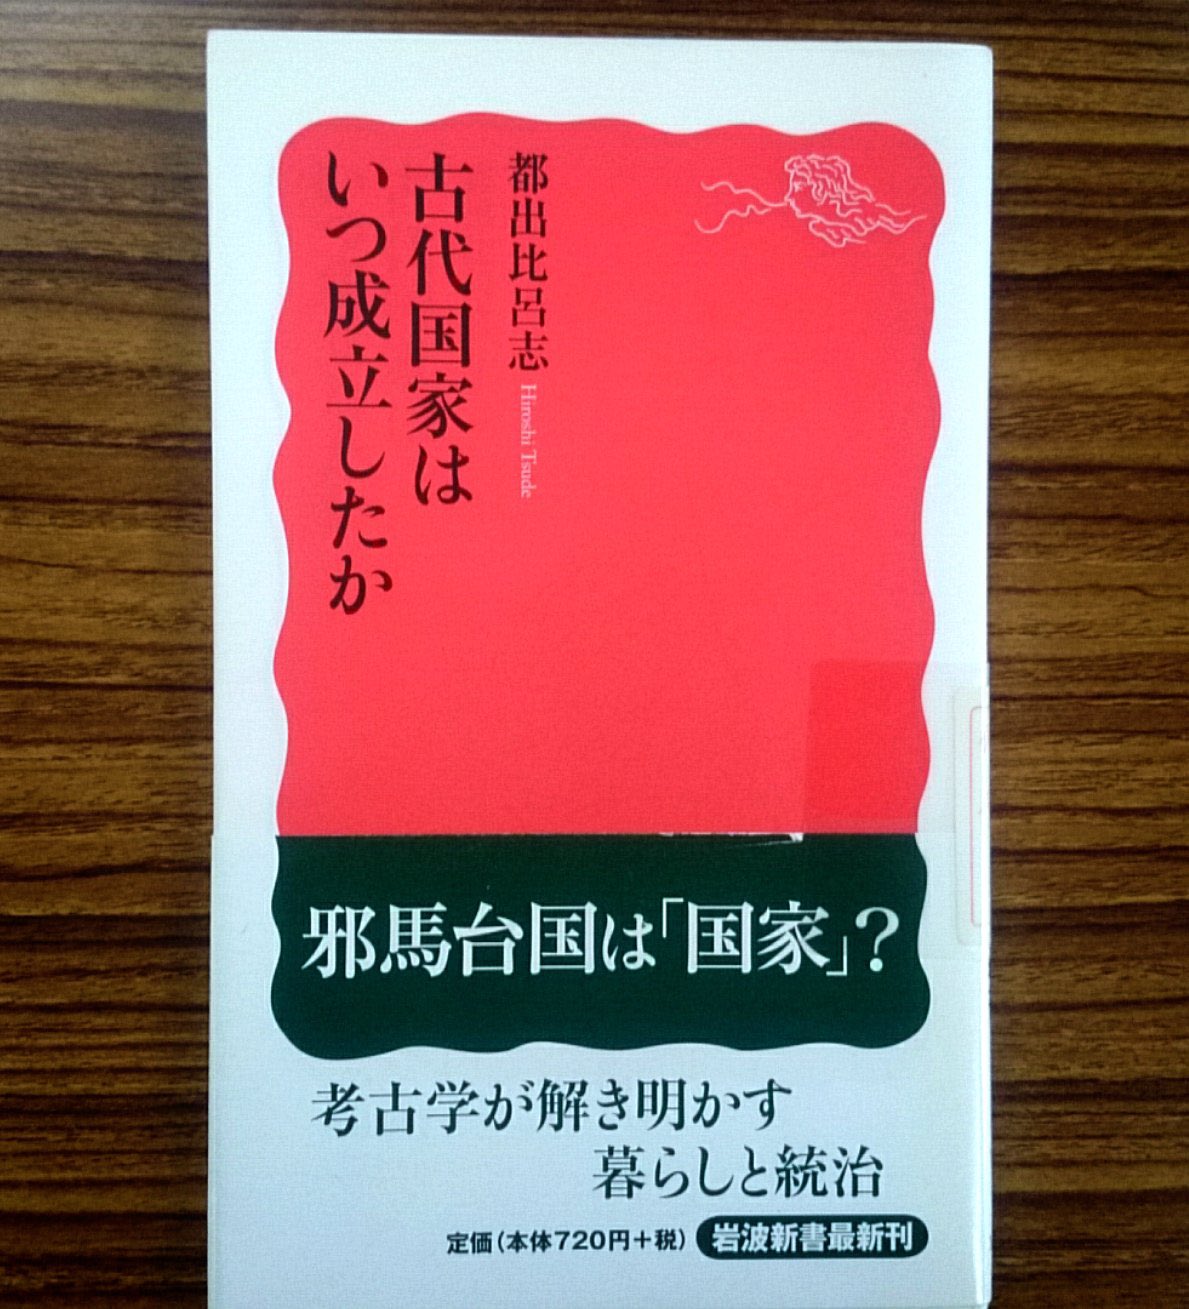 都出比呂志
Hiroshi Tsude
古代国家は
いつ成立したか
邪馬台国は「国家」?
考古学が解き明かす
暮らしと統治
定価(本体720円+税)
岩波新書最新刊